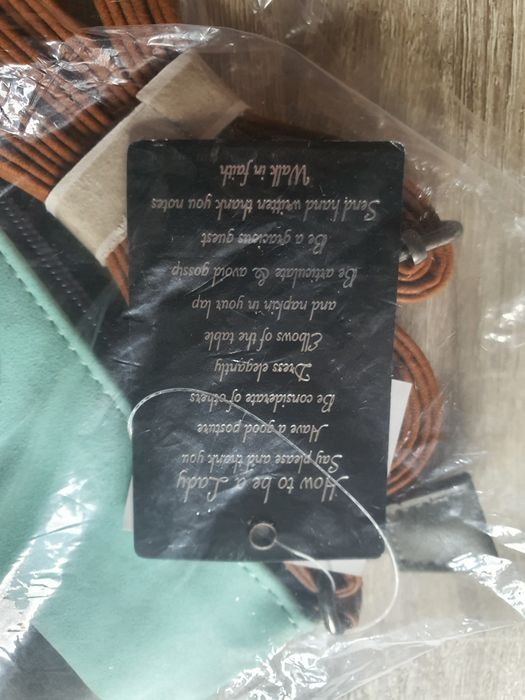 How to be a Lady
Say please and thank you
Have a good posture
Be considerate of others
Dress elegantly
Elbows of the table
and napkin in your lap
Be articulate & avoid gossip
Be a gracious guest
Send hand written thank you notes
Walk in faith